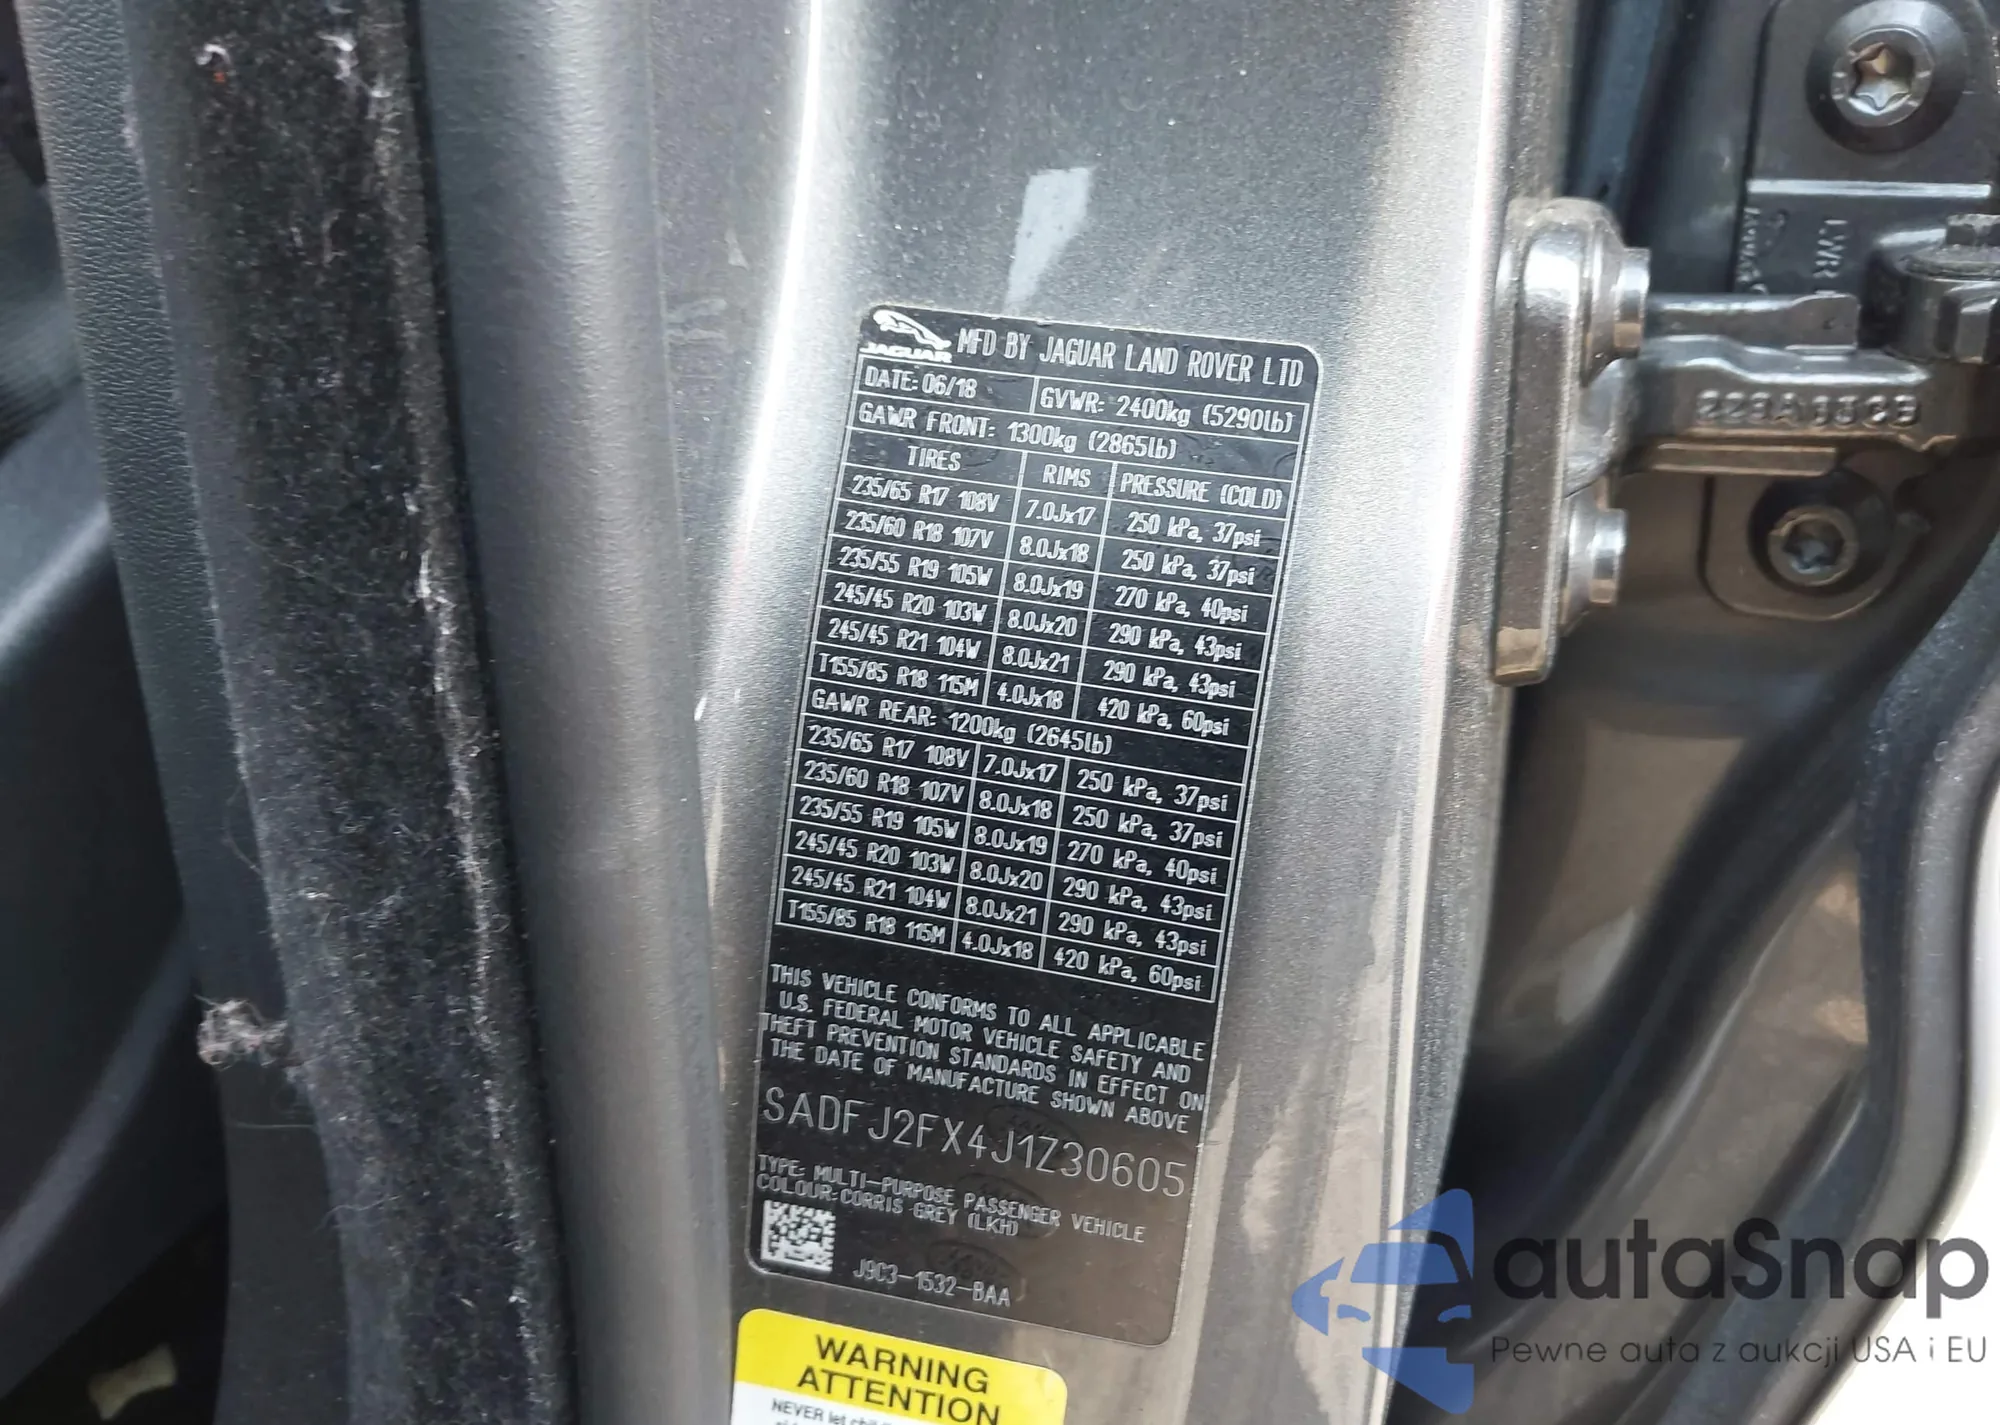 JAGUAR MFD BY JAGUAR LAND ROVER LTD
DATE: 06/18 GVWR: 2400kg (5290lb)
GAWR FRONT: 1300kg (2865lb)
TIRES RIMS PRESSURE (COLD)
235/65 R17 108V 7.0Jx17 250 kPa, 37psi
235/60 R18 107V 8.0Jx18 250 kPa, 37psi
235/55 R19 105W 8.0Jx19 270 kPa, 40psi
245/45 R20 103W 8.0Jx20 290 kPa, 43psi
245/45 R21 104W 8.0Jx21 290 kPa, 43psi
T155/85 R18 115M 4.0Jx18 420 kPa, 60psi
GAWR REAR: 1200kg (2645lb)
235/65 R17 108V 7.0Jx17 250 kPa, 37psi
235/60 R18 107V 8.0Jx18 250 kPa, 37psi
235/55 R19 105W 8.0Jx19 270 kPa, 40psi
245/45 R20 103W 8.0Jx20 290 kPa, 43psi
245/45 R21 104W 8.0Jx21 290 kPa, 43psi
T155/85 R18 115M 4.0Jx18 420 kPa, 60psi
THIS VEHICLE CONFORMS TO ALL APPLICABLE
U.S. FEDERAL MOTOR VEHICLE SAFETY AND
THEFT PREVENTION STANDARDS IN EFFECT ON
THE DATE OF MANUFACTURE SHOWN ABOVE
SADFJ2FX4J1Z30605
TYPE: MULTI-PURPOSE PASSENGER VEHICLE
COLOUR:CORRIS GREY (LKH)
J9C3-1532-BAA
WARNING
ATTENTION
NEVER let
autaSnap
Pewne auta z aukcji USA i EU